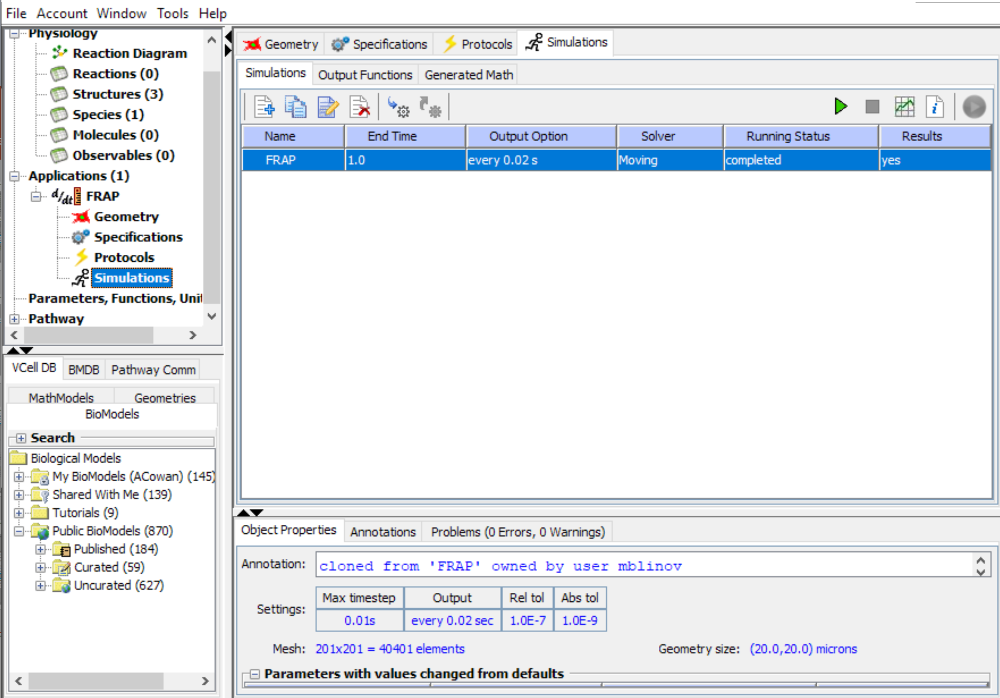 File Account Window Tools Help
Physiology
Reaction Diagram
Reactions (0)
Structures (3)
Species (1)
Molecules (0)
Observables (0)
Applications (1)
d/dt FRAP
Geometry
Specifications
Protocols
Simulations
Parameters, Functions, Unit
Pathway
VCell DB BMDB Pathway Comm
MathModels Geometries
BioModels
Search
Biological Models
My BioModels (ACowan) (145)
Shared With Me (139)
Tutorials (9)
Public BioModels (870)
Published (184)
Curated (59)
Uncurated (627)
Geometry Specifications Protocols Simulations
Simulations Output Functions Generated Math
Name End Time Output Option Solver Running Status Results
FRAP 1.0 every 0.02 s Moving completed yes
Object Properties Annotations Problems (0 Errors, 0 Warnings)
Annotation: cloned from 'FRAP' owned by user mblinov
Max timestep Output Rel tol Abs tol
Settings: 0.01s every 0.02 sec 1.0E-7 1.0E-9
Mesh: 201x201 = 40401 elements Geometry size: (20.0,20.0) microns
Parameters with values changed from defaults